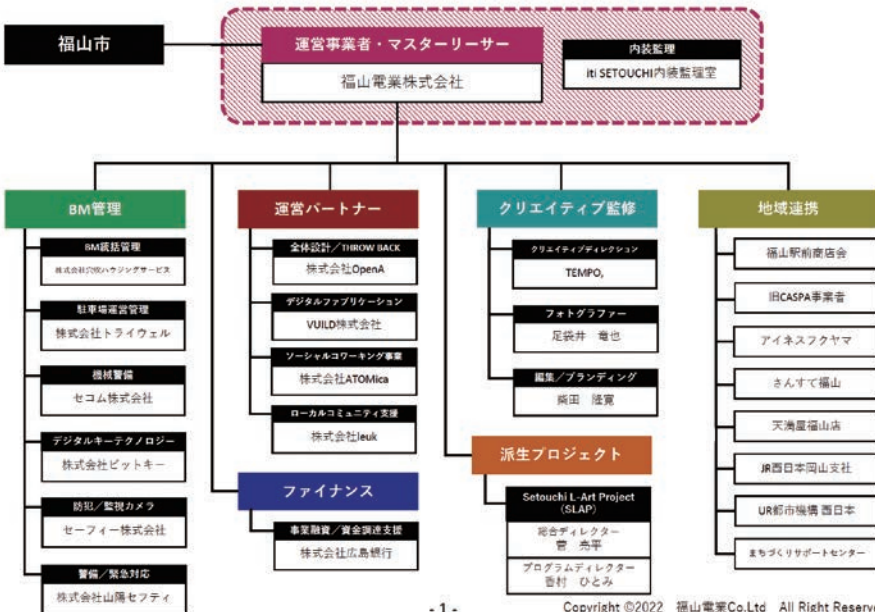 福山市
運営事業者・マスターリーサー
福山電業株式会社
内装監理
iti SETOUCHI内装監理室
BM管理
BM統括管理
株式会社穴吹ハウジングサービス
駐車場運営管理
株式会社トライウェル
機械警備
セコム株式会社
デジタルキーテクノロジー
株式会社ビットキー
防犯／監視カメラ
セーフィー株式会社
警備／緊急対応
株式会社山陽セフティ
運営パートナー
全体設計／THROW BACK
株式会社OpenA
デジタルファブリケーション
VUILD株式会社
ソーシャルコワーキング事業
株式会社ATOMica
ローカルコミュニティ支援
株式会社leuk
ファイナンス
事業融資／資金調達支援
株式会社広島銀行
クリエイティブ監修
クリエイティブディレクション
TEMPO,
フォトグラファー
足袋井 竜也
編集／ブランディング
柴田 隆寛
派生プロジェクト
Setouchi L-Art Project
(SLAP)
総合ディレクター
菅 亮平
プログラムディレクター
香村 ひとみ
地域連携
福山駅前商店会
旧CASPA事業者
アイネスフクヤマ
さんすて福山
天満屋福山店
JR西日本岡山支社
UR都市機構 西日本
まちづくりサポートセンター
- 1 -
Copyright ©2022 福山電業Co.Ltd All Right Reserve